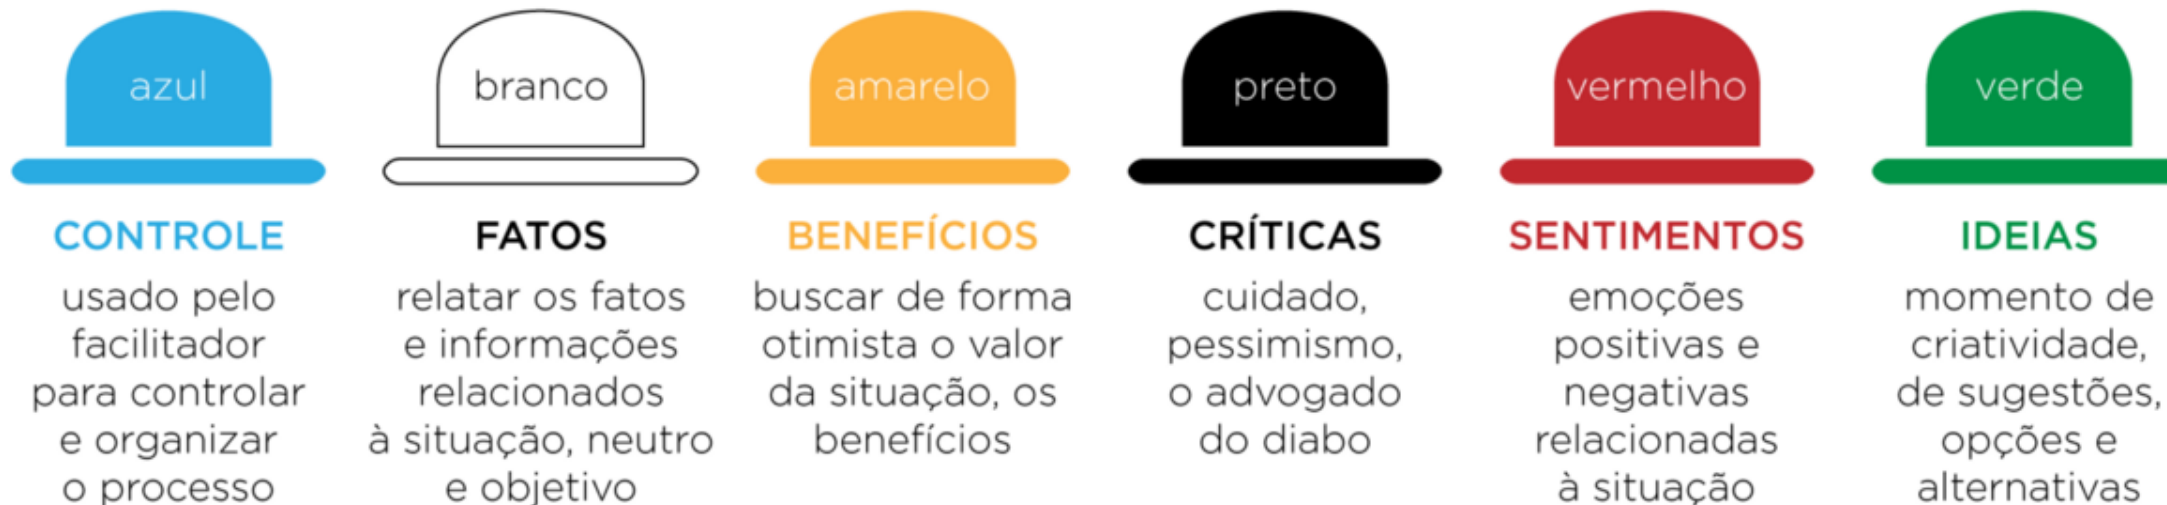 azul
CONTROLE
usado pelo
facilitador
para controlar
e organizar
o processo
branco
FATOS
relatar os fatos
e informações
relacionados
à situação, neutro
e objetivo
amarelo
BENEFÍCIOS
buscar de forma
otimista o valor
da situação, os
benefícios
preto
CRÍTICAS
cuidado,
pessimismo,
o advogado
do diabo
vermelho
SENTIMENTOS
emoções
positivas e
negativas
relacionadas
à situação
verde
IDEIAS
momento de
criatividade,
de sugestões,
opções e
alternativas